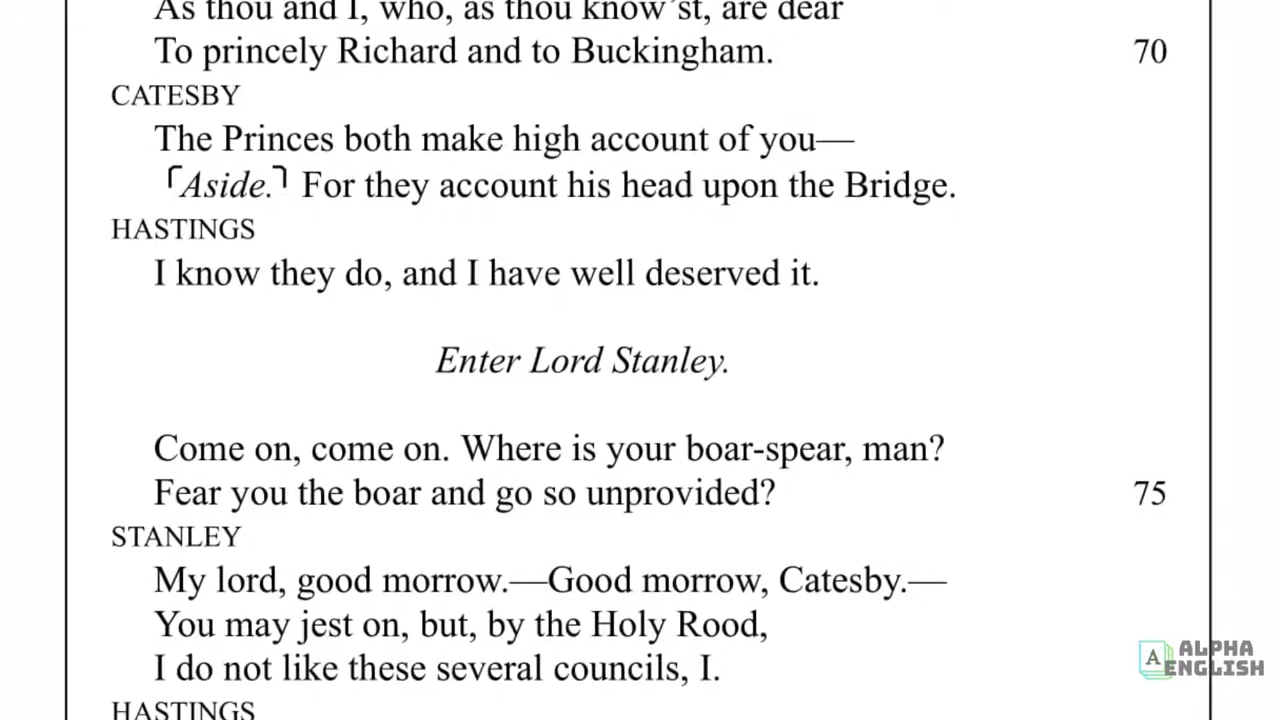 As thou and I, who, as thou know'st, are dear
To princely Richard and to Buckingham. 70
CATESBY
The Princes both make high account of you—
⌜Aside.⌝ For they account his head upon the Bridge.
HASTINGS
I know they do, and I have well deserved it.
Enter Lord Stanley.
Come on, come on. Where is your boar-spear, man?
Fear you the boar and go so unprovided? 75
STANLEY
My lord, good morrow.—Good morrow, Catesby.—
You may jest on, but, by the Holy Rood,
I do not like these several councils, I.
HASTINGS
A ALPHA
ENGLISH